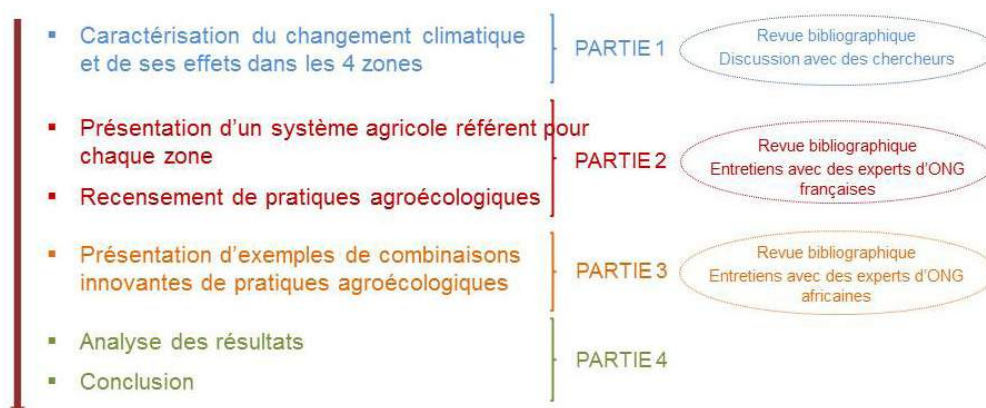 ▪ Caractérisation du changement climatique
et de ses effets dans les 4 zones
PARTIE 1
Revue bibliographique
Discussion avec des chercheurs
▪ Présentation d'un système agricole référent pour
chaque zone
▪ Recensement de pratiques agroécologiques
PARTIE 2
Revue bibliographique
Entretiens avec des experts d'ONG
françaises
▪ Présentation d'exemples de combinaisons
innovantes de pratiques agroécologiques
PARTIE 3
Revue bibliographique
Entretiens avec des experts d'ONG
africaines
▪ Analyse des résultats
▪ Conclusion
PARTIE 4